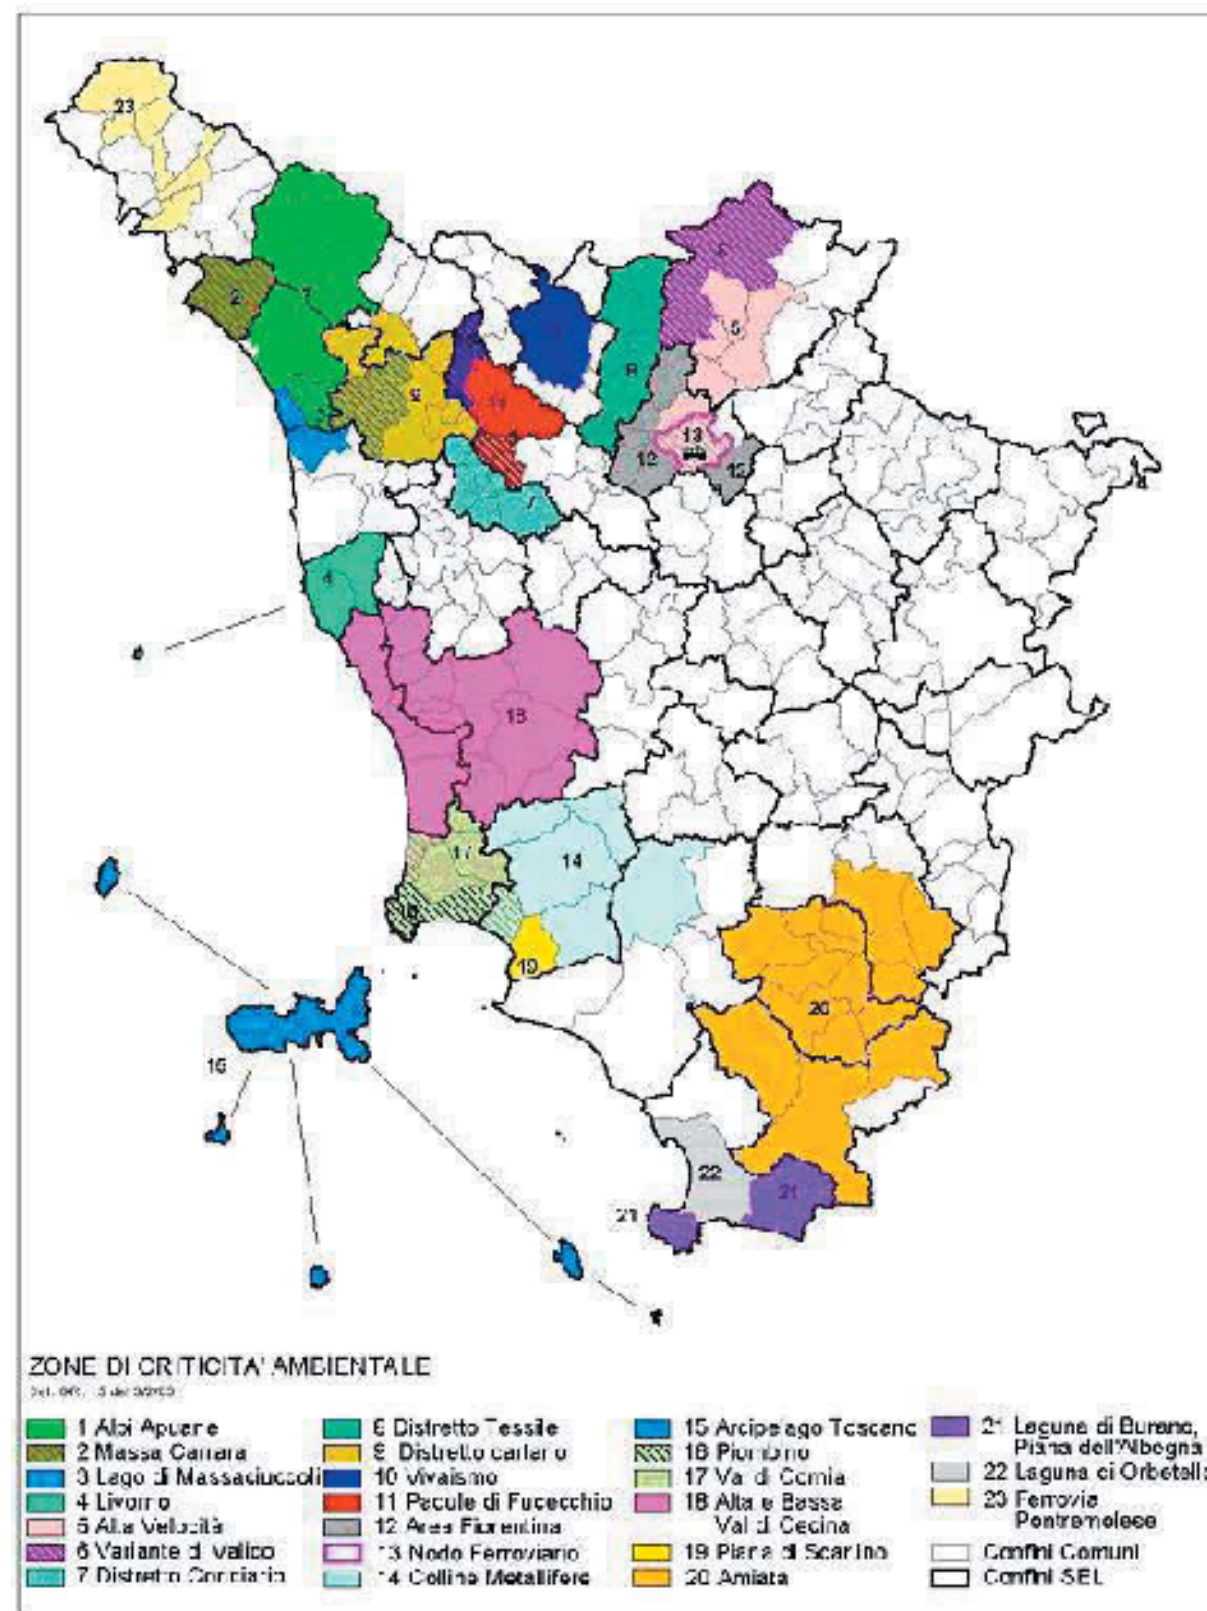 23
2
5
8
9
11
13
12
12
7
4
18
17
14
16
19
20
15
22
21
21
ZONE DI CRITICITA' AMBIENTALE
1 Alpi Apuane
2 Massa Carrara
3 Lago di Massaciuccoli
4 Livorno
5 Alta Velocità
6 Variante di Valico
7 Distretto Conciario
8 Distretto Tessile
9 Distretto cartario
10 Vivaismo
11 Padule di Fucecchio
12 Area Fiorentina
13 Nodo Ferroviario
14 Colline Metallifere
15 Arcipelago Toscano
16 Piombino
17 Val di Cornia
18 Alta e Bassa
Val di Cecina
19 Piana di Scarlino
20 Amiata
21 Laguna di Burano,
Piana dell'Albegna
22 Laguna di Orbetello
23 Ferrovia
Pontremolese
Confini Comuni
Confini SEL